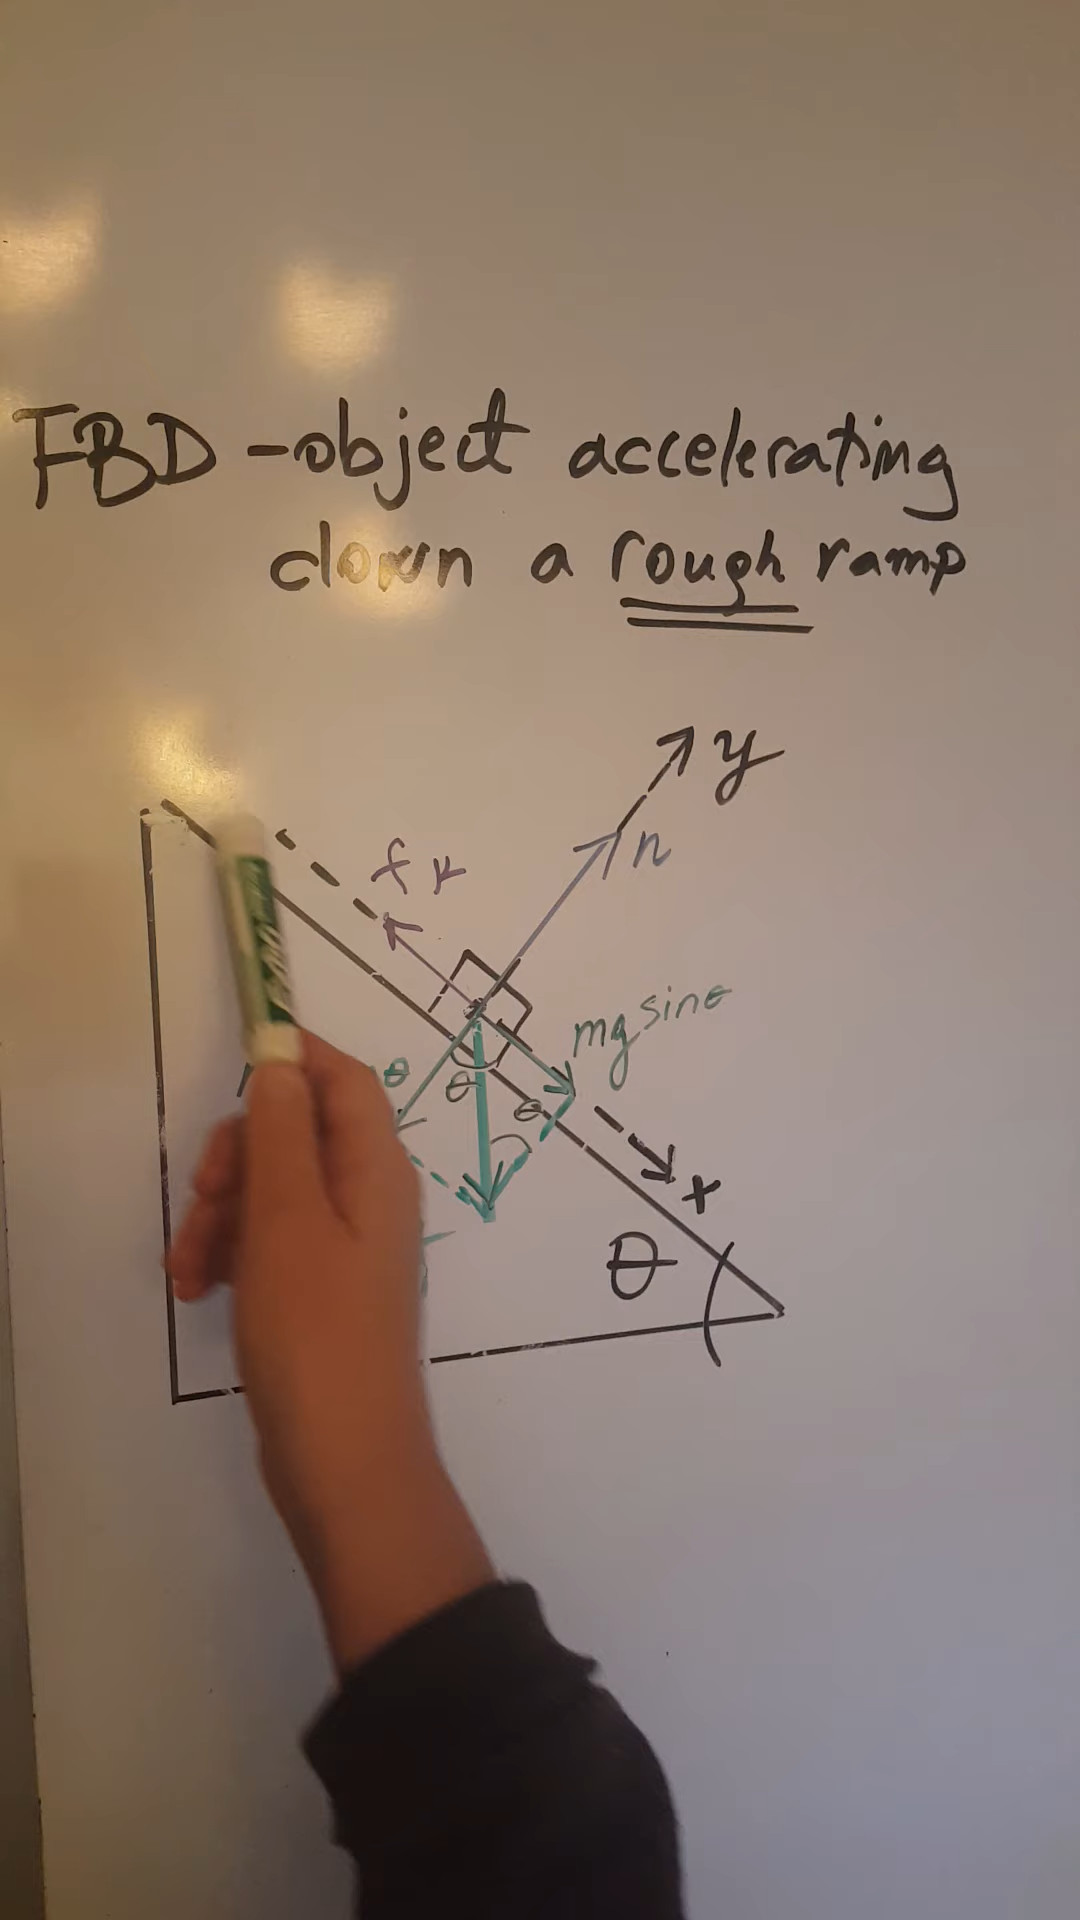 FBD - object accelerating
down a rough ramp
y
n
fk
mg sinθ
θ
θ
θ
x
θ